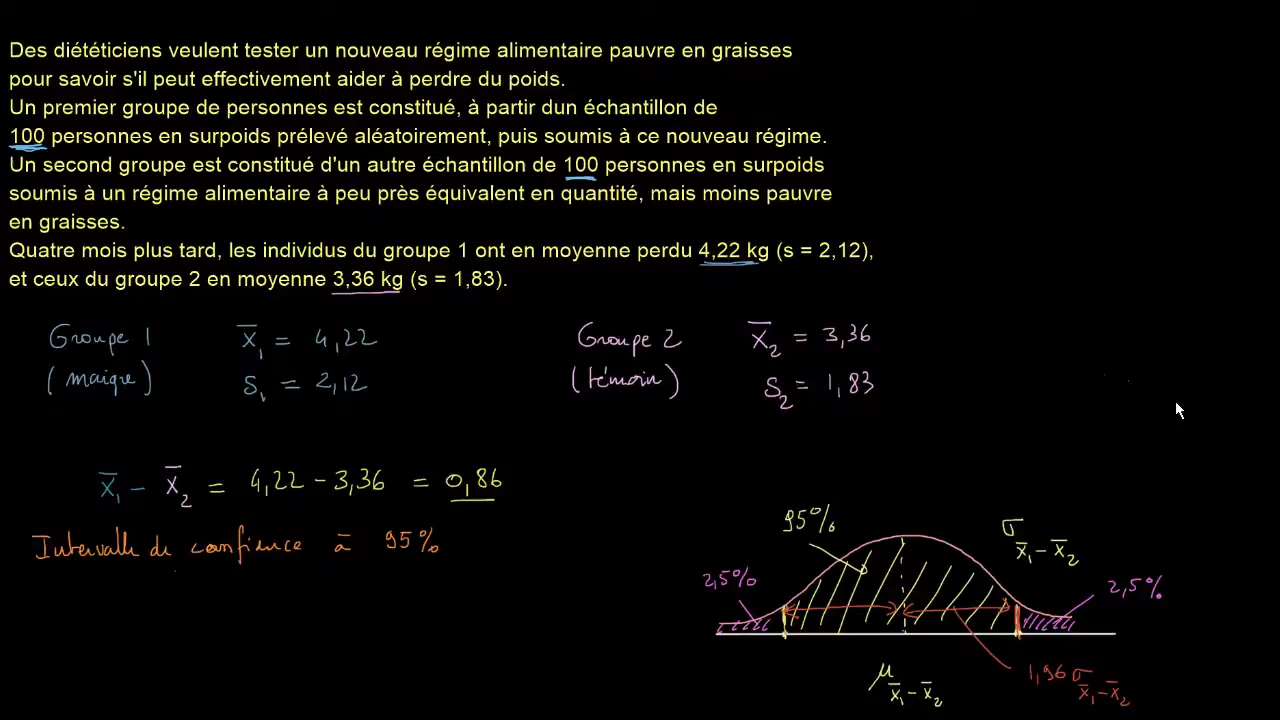 Des diététiciens veulent tester un nouveau régime alimentaire pauvre en graisses
pour savoir s'il peut effectivement aider à perdre du poids.
Un premier groupe de personnes est constitué, à partir dun échantillon de
100 personnes en surpoids prélevé aléatoirement, puis soumis à ce nouveau régime.
Un second groupe est constitué d'un autre échantillon de 100 personnes en surpoids
soumis à un régime alimentaire à peu près équivalent en quantité, mais moins pauvre
en graisses.
Quatre mois plus tard, les individus du groupe 1 ont en moyenne perdu 4,22 kg (s = 2,12),
et ceux du groupe 2 en moyenne 3,36 kg (s = 1,83).
Groupe 1 X̅₁ = 4,22
(maigre) S₁ = 2,12
Groupe 2 X̅₂ = 3,36
(témoin) S₂ = 1,83
X̅₁ - X̅₂ = 4,22 - 3,36 = 0,86
Intervalle de confience à 95%
95%
σ X̅₁ - X̅₂
2,5%
2,5%
μ X̅₁ - X̅₂
1,96 σ X̅₁ - X̅₂